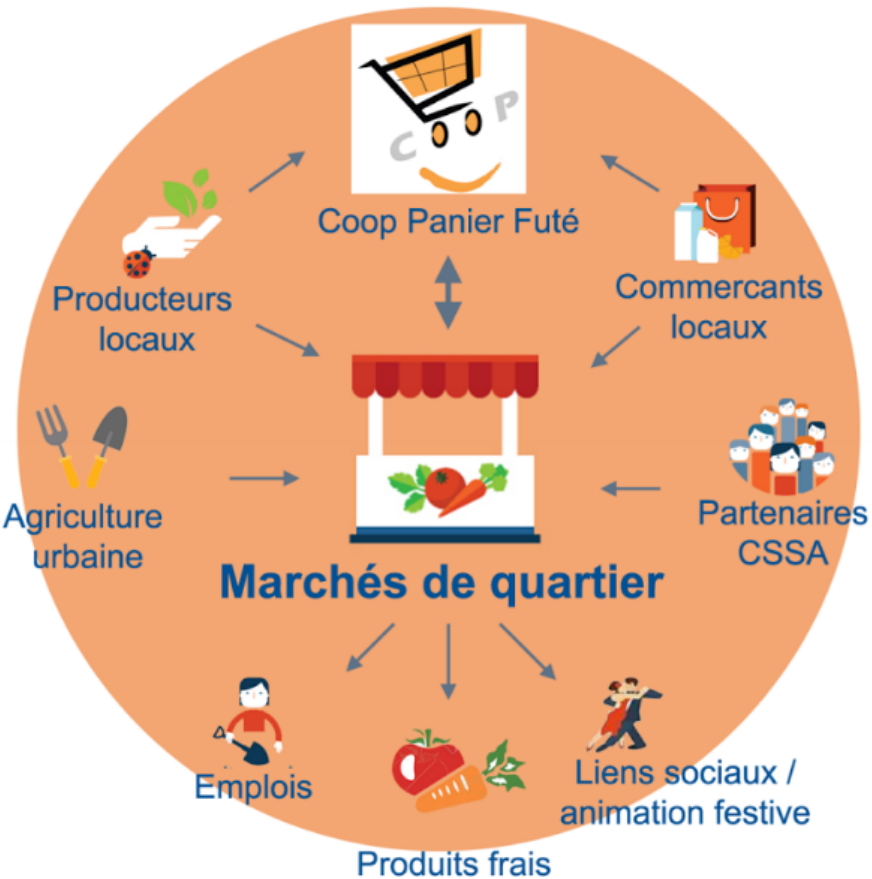 COOP
Coop Panier Futé
Producteurs
locaux
Commercants
locaux
Agriculture
urbaine
Partenaires
CSSA
Marchés de quartier
Emplois
Liens sociaux /
animation festive
Produits frais